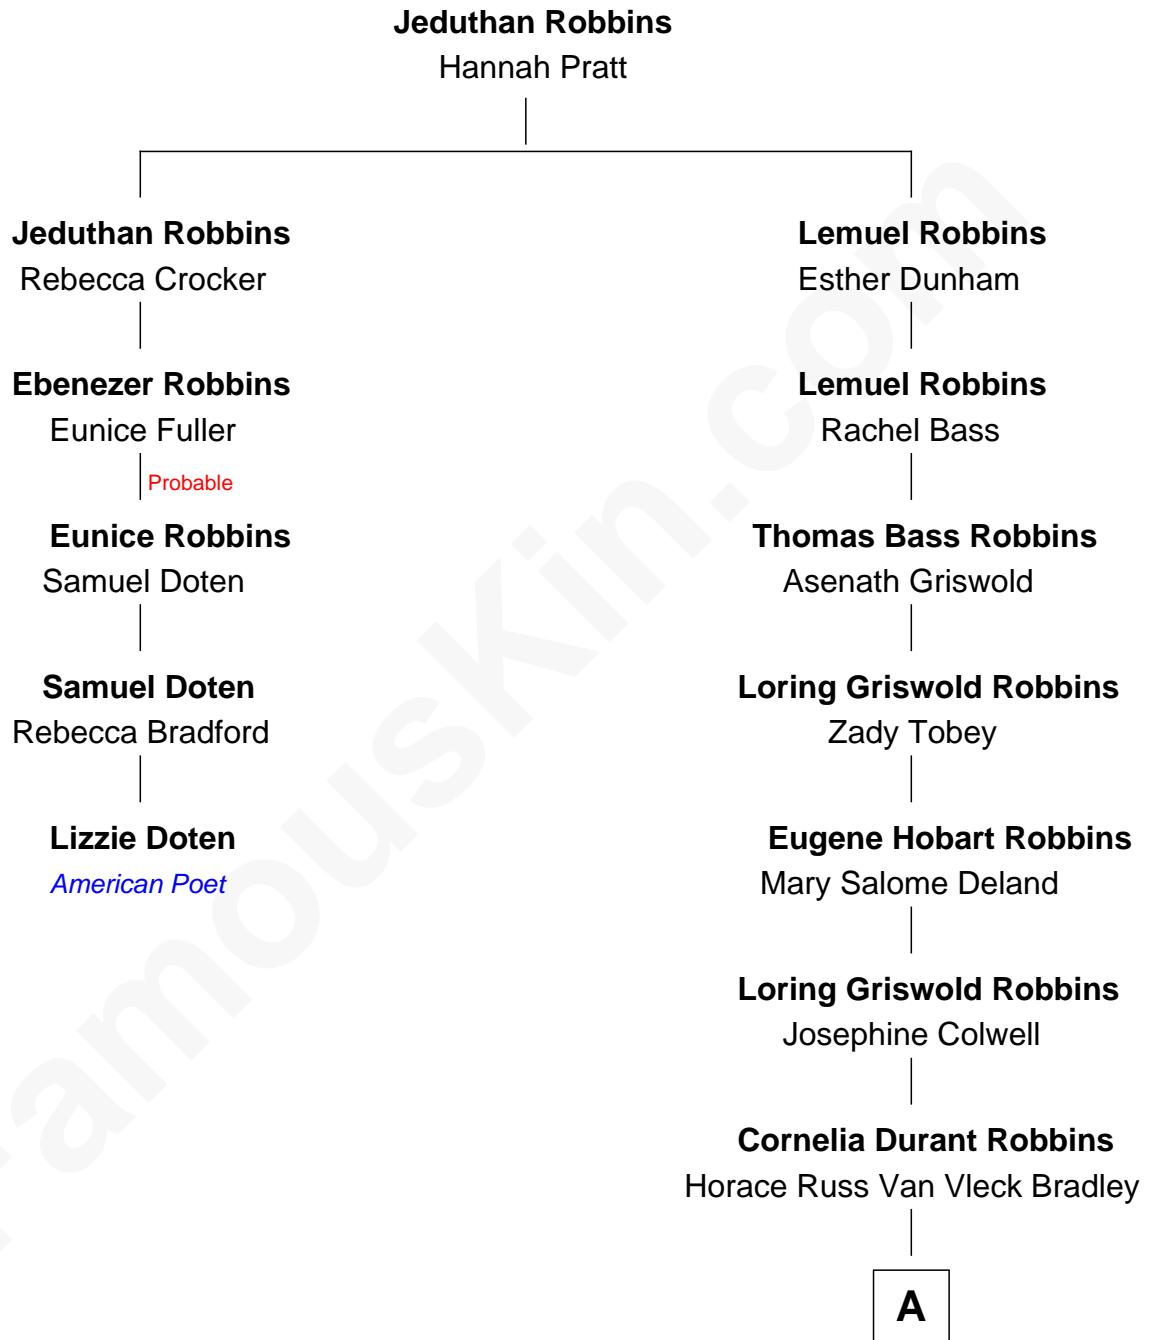 Jeduthan Robbins
Hannah Pratt
Jeduthan Robbins
Rebecca Crocker
Ebenezer Robbins
Eunice Fuller
Probable
Eunice Robbins
Samuel Doten
Samuel Doten
Rebecca Bradford
Lizzie Doten
American Poet
Lemuel Robbins
Esther Dunham
Lemuel Robbins
Rachel Bass
Thomas Bass Robbins
Asenath Griswold
Loring Griswold Robbins
Zady Tobey
Eugene Hobart Robbins
Mary Salome Deland
Loring Griswold Robbins
Josephine Colwell
Cornelia Durant Robbins
Horace Russ Van Vleck Bradley
A
FamousKin.com